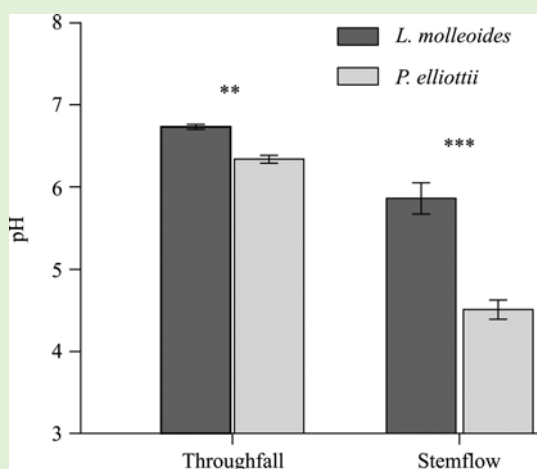 8
L. molleoides
P. elliottii
7
**
***
6
pH
5
4
3
Throughfall
Stemflow